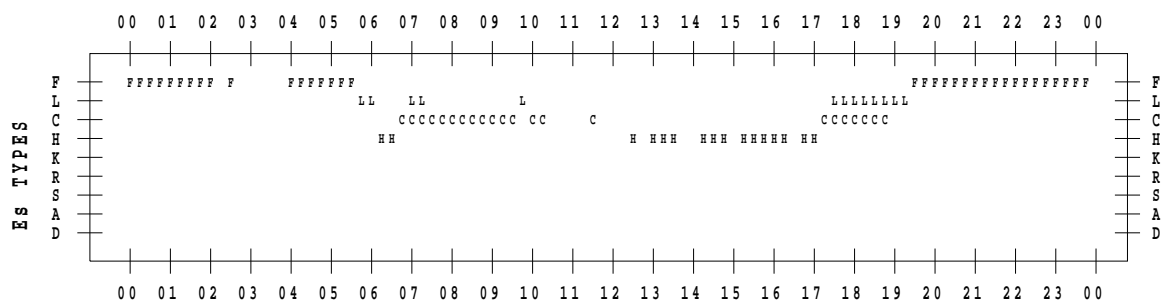 00 01 02 03 04 05 06 07 08 09 10 11 12 13 14 15 16 17 18 19 20 21 22 23 00
F FFFFFFFFF F FFFFFFF FFFFFFFFFFFFFFFFFF F
L LL LL L LLLLLLLL L
C CCCCCCCCCCCC CC C CCCCCCC C
H HH H HHH HHH HHHHH HH H
K K
R R
S S
A A
D D
Es TYPES
00 01 02 03 04 05 06 07 08 09 10 11 12 13 14 15 16 17 18 19 20 21 22 23 00